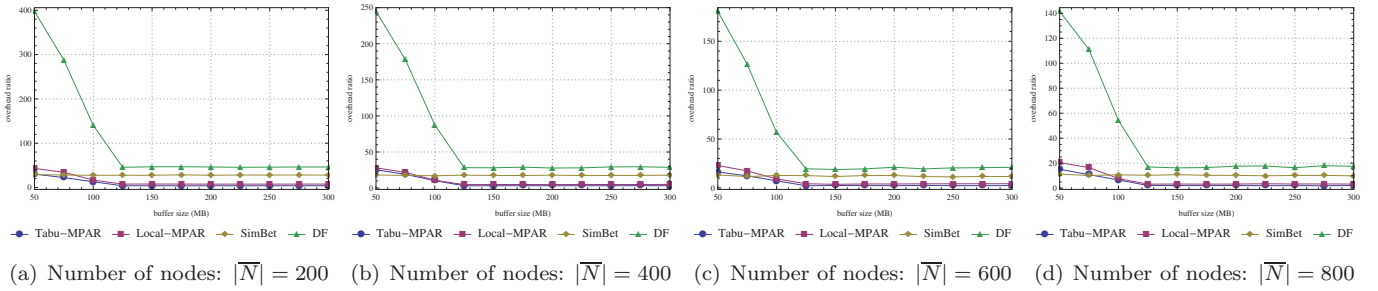 400
300
200
100
0
overhead ratio
50 100 150 200 250 300
buffer size (MB)
Tabu-MPAR Local-MPAR SimBet DF
(a) Number of nodes: |N̅| = 200
250
200
150
100
50
0
overhead ratio
50 100 150 200 250 300
buffer size (MB)
Tabu-MPAR Local-MPAR SimBet DF
(b) Number of nodes: |N̅| = 400
150
100
50
0
overhead ratio
50 100 150 200 250 300
buffer size (MB)
Tabu-MPAR Local-MPAR SimBet DF
(c) Number of nodes: |N̅| = 600
140
120
100
80
60
40
20
0
overhead ratio
50 100 150 200 250 300
buffer size (MB)
Tabu-MPAR Local-MPAR SimBet DF
(d) Number of nodes: |N̅| = 800